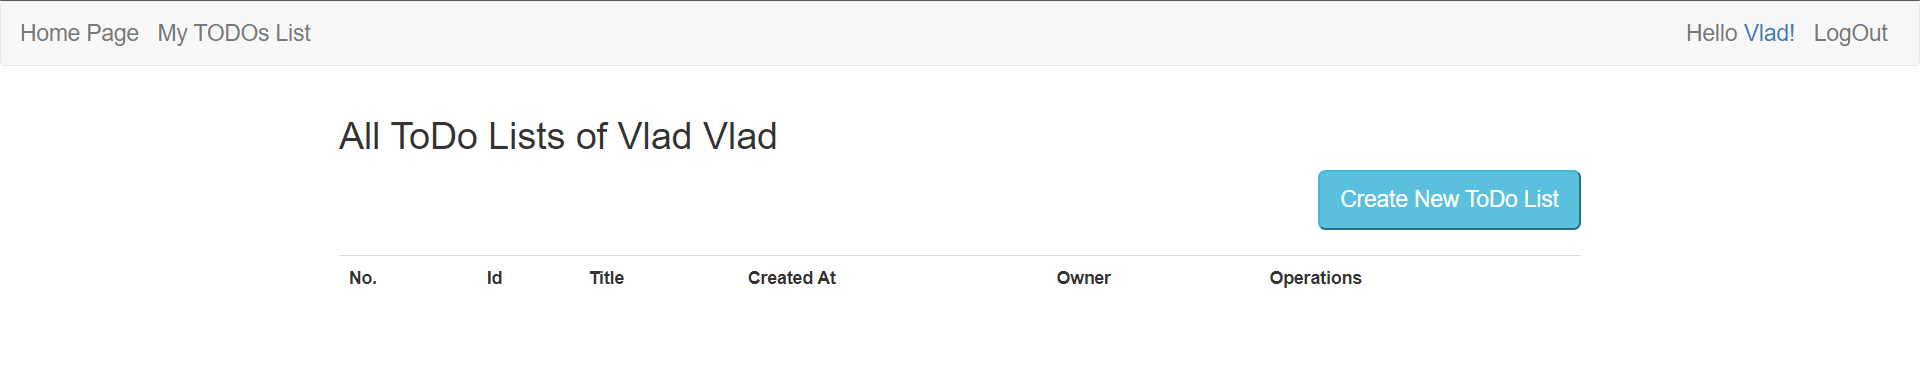 Home Page My TODOs List Hello Vlad! LogOut
All ToDo Lists of Vlad Vlad
Create New ToDo List
No. Id Title Created At Owner Operations